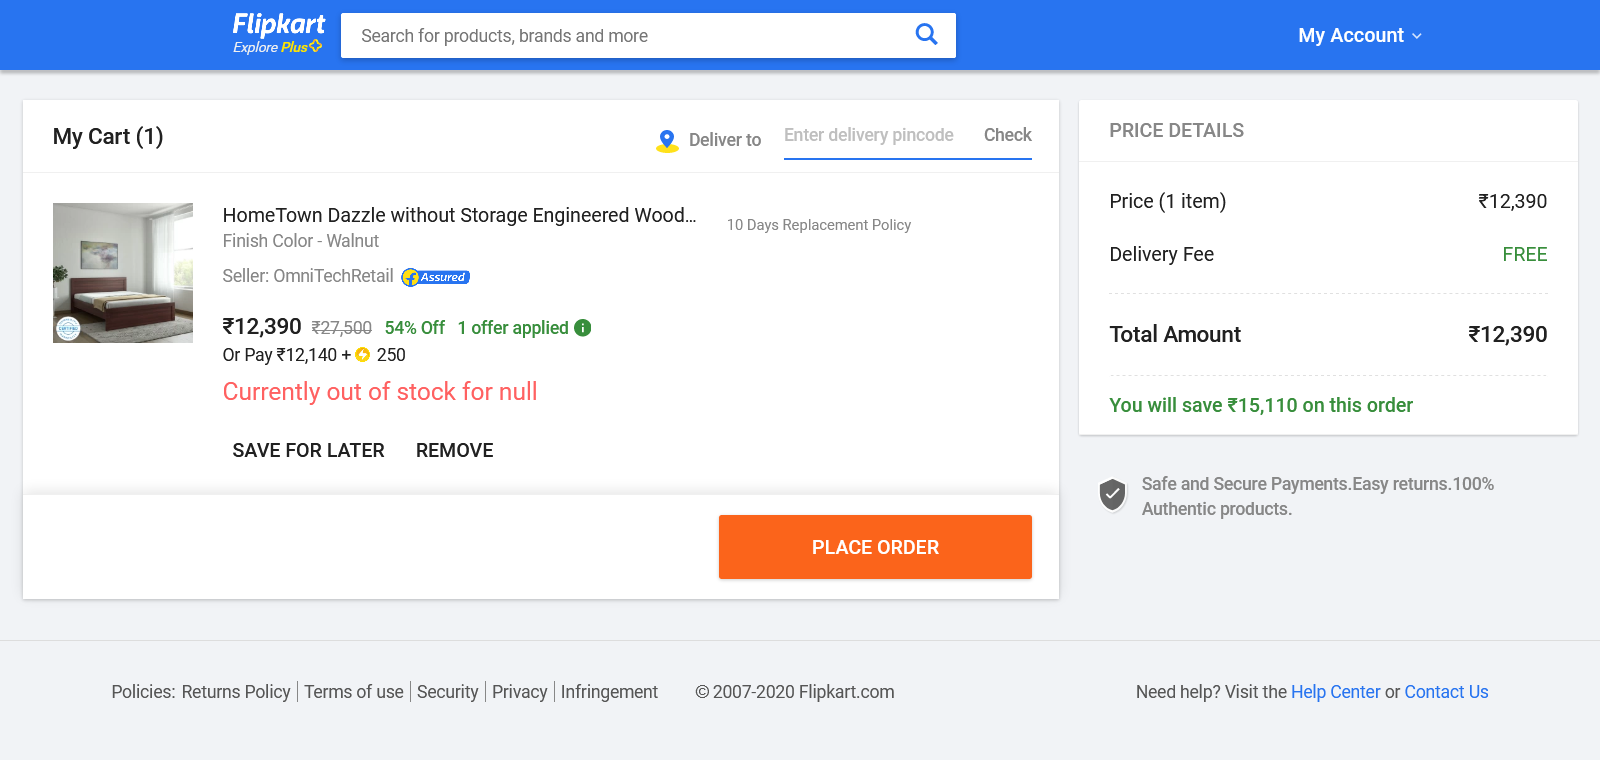 Flipkart
Explore Plus
Search for products, brands and more
My Account
My Cart (1)
Deliver to
Enter delivery pincode
Check
HomeTown Dazzle without Storage Engineered Wood...
Finish Color - Walnut
Seller: OmniTechRetail
Assured
10 Days Replacement Policy
₹12,390 ₹27,500 54% Off 1 offer applied
Or Pay ₹12,140 + 250
Currently out of stock for null
SAVE FOR LATER
REMOVE
PLACE ORDER
PRICE DETAILS
Price (1 item) ₹12,390
Delivery Fee FREE
Total Amount ₹12,390
You will save ₹15,110 on this order
Safe and Secure Payments.Easy returns.100%
Authentic products.
Policies: Returns Policy Terms of use Security Privacy Infringement
© 2007-2020 Flipkart.com
Need help? Visit the Help Center or Contact Us